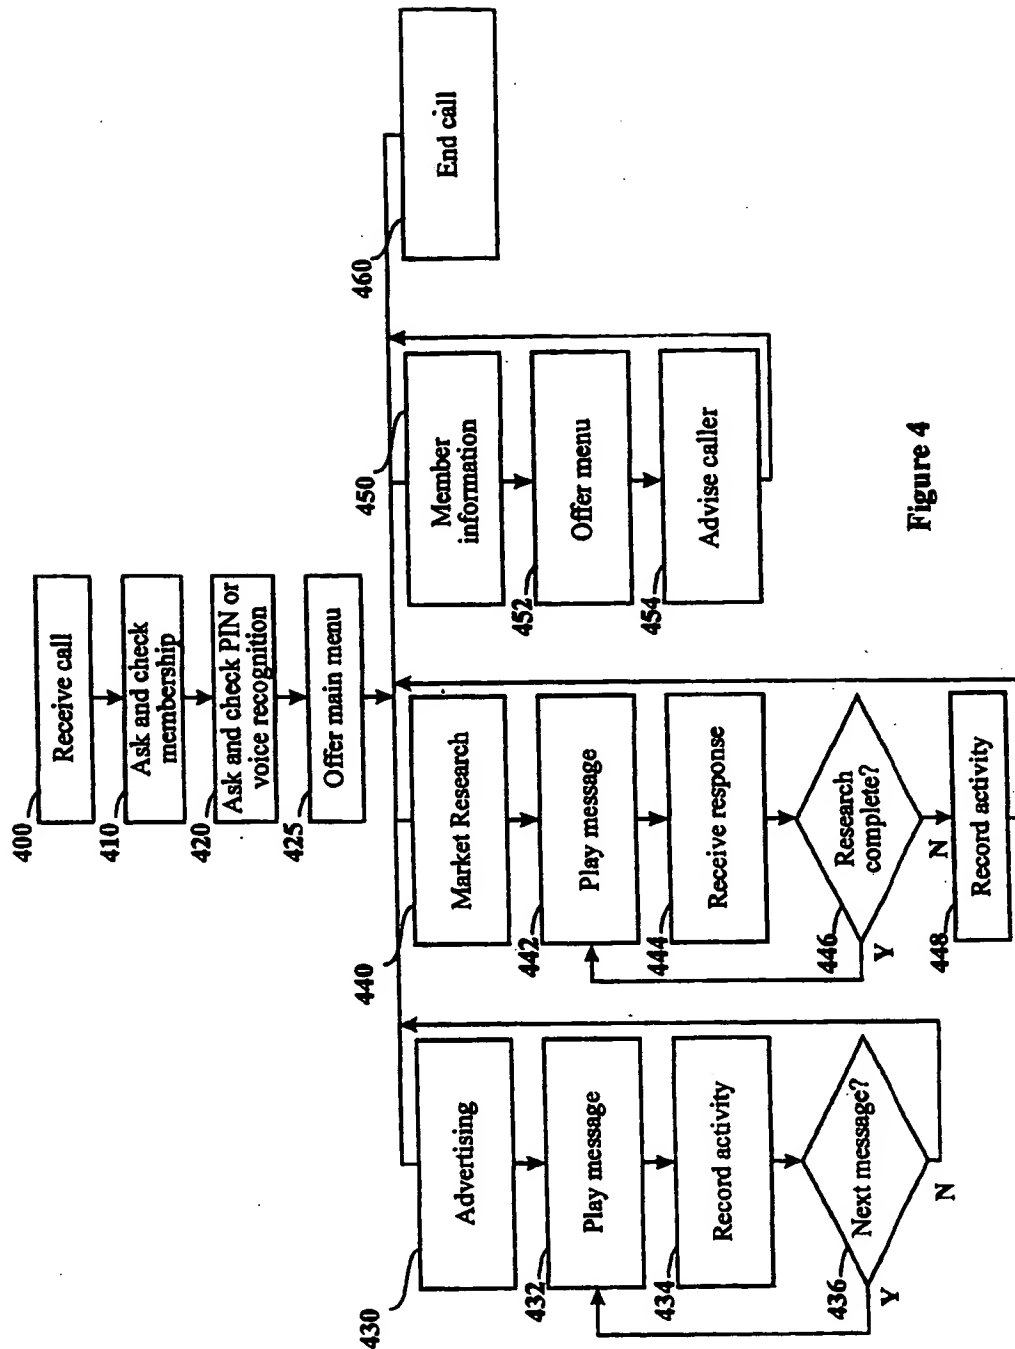 400
Receive call
410
Ask and check
membership
420
Ask and check PIN or
voice recognition
425
Offer main menu
430
Advertising
432
Play message
434
Record activity
436
Next message?
Y
N
440
Market Research
442
Play message
444
Receive response
446
Research
complete?
Y
N
448
Record activity
450
Member
information
452
Offer menu
454
Advise caller
460
End call
Figure 4